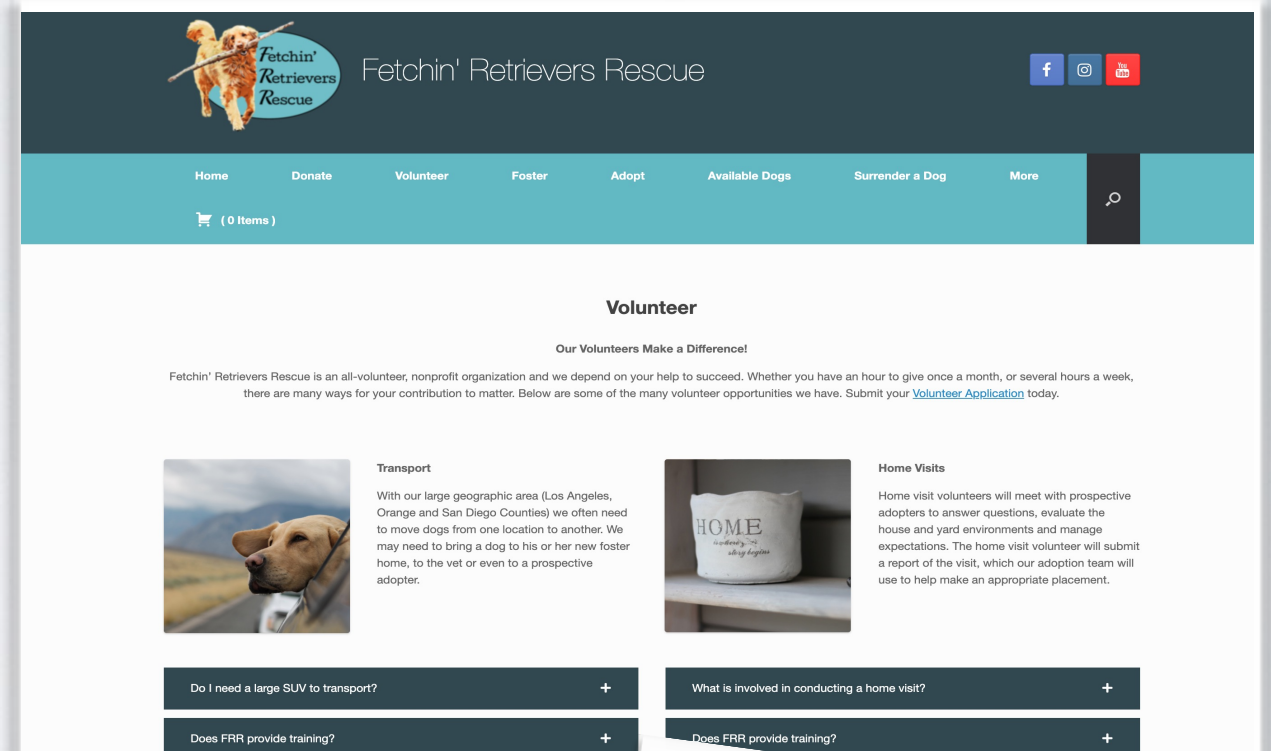 Fetchin'
Retrievers
Rescue
Fetchin' Retrievers Rescue
You
Tube
Home Donate Volunteer Foster Adopt Available Dogs Surrender a Dog More
( 0 Items )
Volunteer
Our Volunteers Make a Difference!
Fetchin' Retrievers Rescue is an all-volunteer, nonprofit organization and we depend on your help to succeed. Whether you have an hour to give once a month, or several hours a week,
there are many ways for your contribution to matter. Below are some of the many volunteer opportunities we have. Submit your Volunteer Application today.
Transport
With our large geographic area (Los Angeles,
Orange and San Diego Counties) we often need
to move dogs from one location to another. We
may need to bring a dog to his or her new foster
home, to the vet or even to a prospective
adopter.
HOME
story begins
Home Visits
Home visit volunteers will meet with prospective
adopters to answer questions, evaluate the
house and yard environments and manage
expectations. The home visit volunteer will submit
a report of the visit, which our adoption team will
use to help make an appropriate placement.
Do I need a large SUV to transport? +
What is involved in conducting a home visit? +
Does FRR provide training? +
Does FRR provide training? +